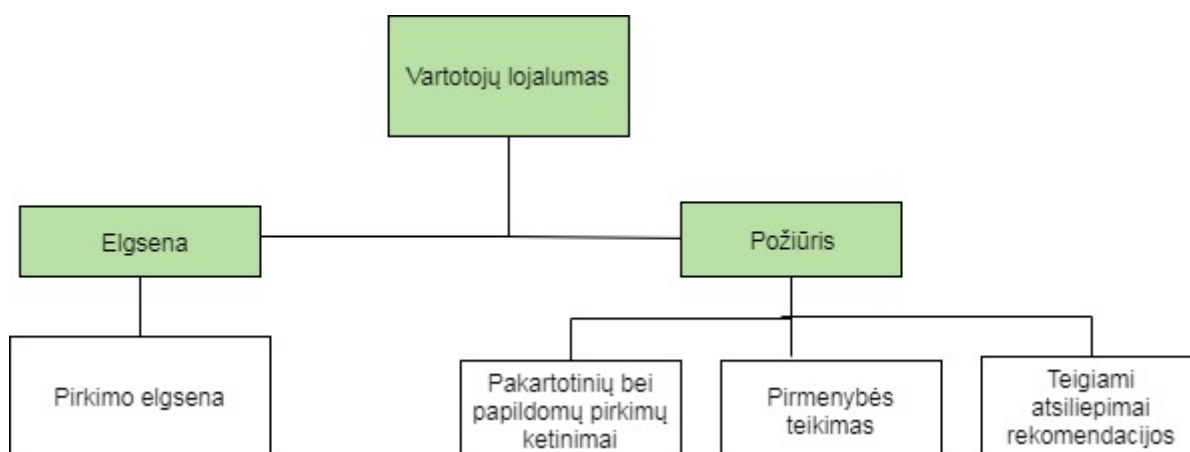 Vartotojų lojalumas
Elgsena
Požiūris
Pirkimo elgsena
Pakartotinių bei
papildomų pirkimų
ketinimai
Pirmenybės
teikimas
Teigiami
atsiliepimai
rekomendacijos